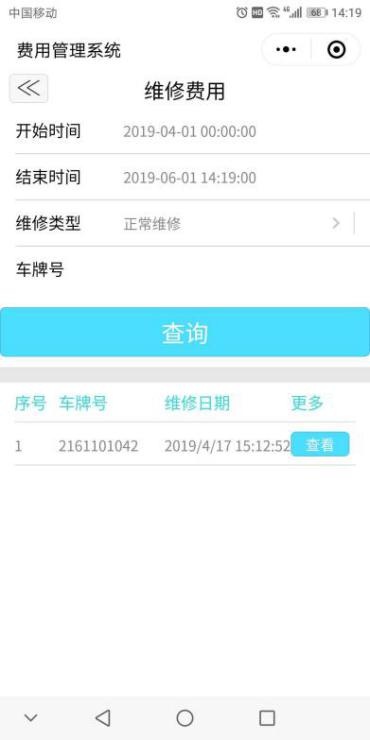 中国移动 HD 46 68 14:19
费用管理系统
维修费用
开始时间 2019-04-01 00:00:00
结束时间 2019-06-01 14:19:00
维修类型 正常维修
车牌号
查询
序号 车牌号 维修日期 更多
1 2161101042 2019/4/17 15:12:52 查看